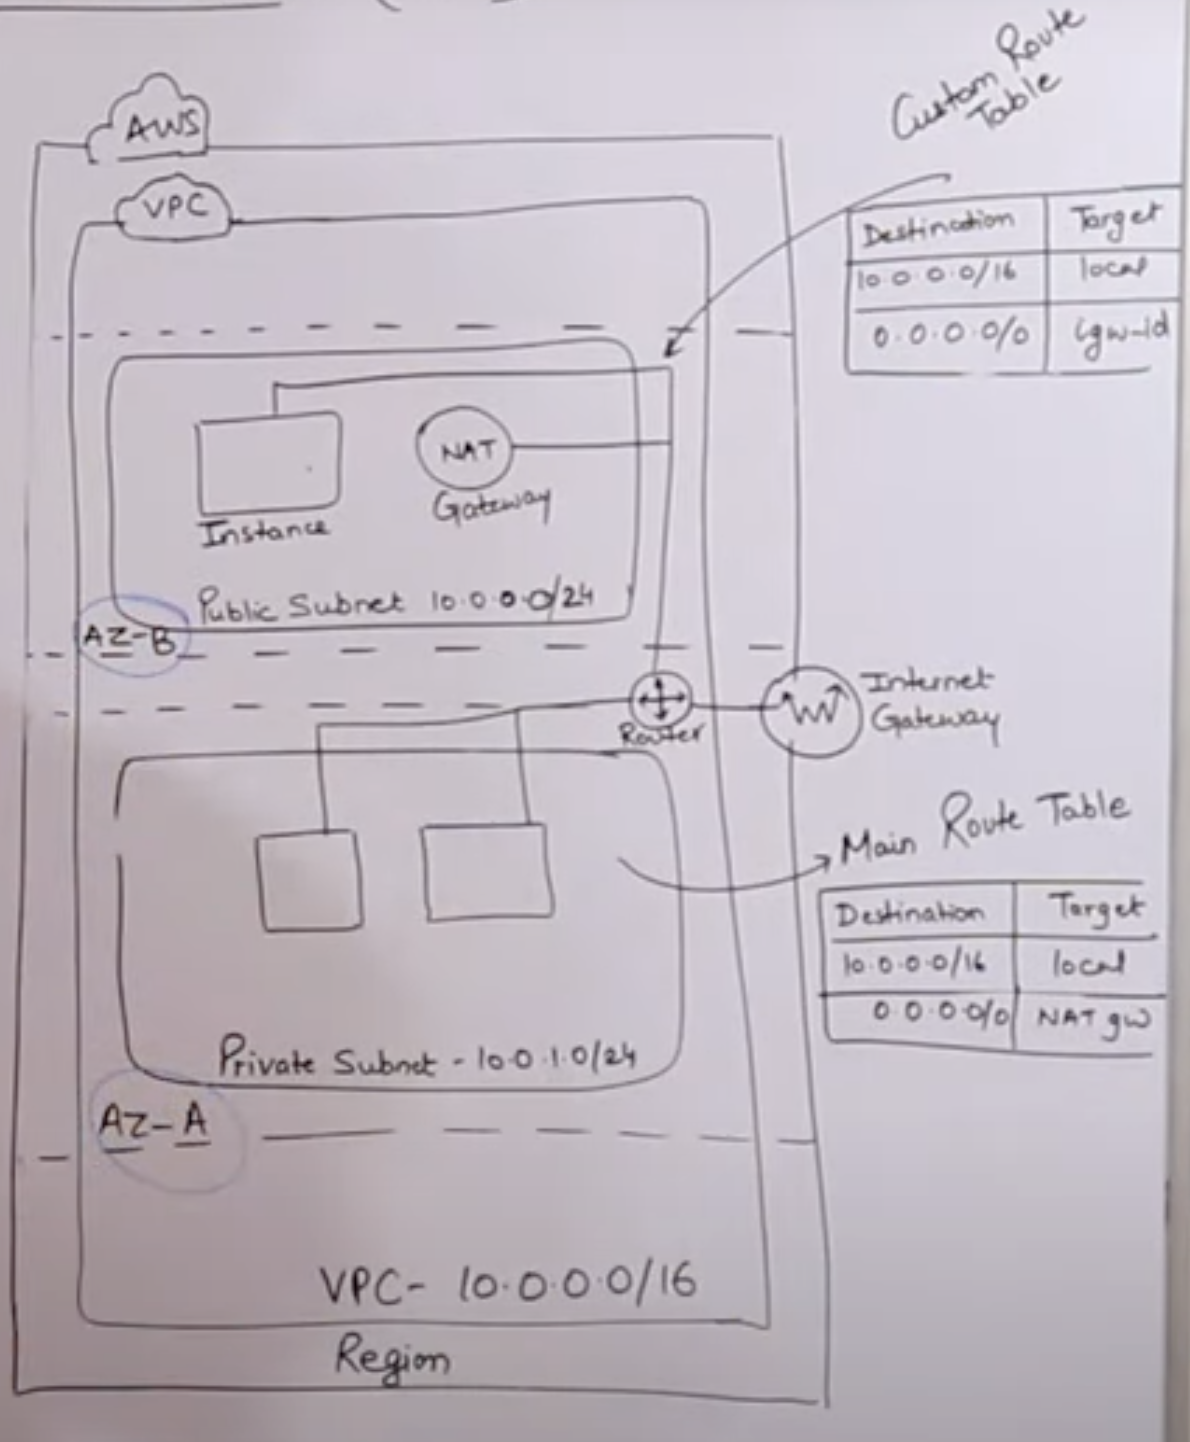 AWS
VPC
Custom Route
Table
Destination Target
10.0.0.0/16 local
0.0.0.0/0 igw-id
NAT
Gateway
Instance
Public Subnet 10.0.0.0/24
AZ-B
Router
Internet
Gateway
Main Route Table
Destination Target
10.0.0.0/16 local
0.0.0.0/0 NAT gw
Private Subnet - 10.0.1.0/24
AZ-A
VPC- 10.0.0.0/16
Region